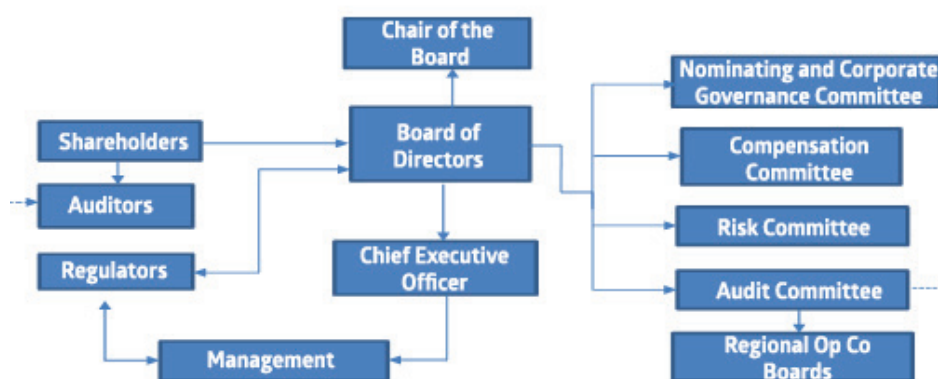 Chair of the
Board
Nominating and Corporate
Governance Committee
Shareholders
Board of
Directors
Compensation
Committee
Auditors
Risk Committee
Regulators
Chief Executive
Officer
Audit Committee
Management
Regional Op Co
Boards